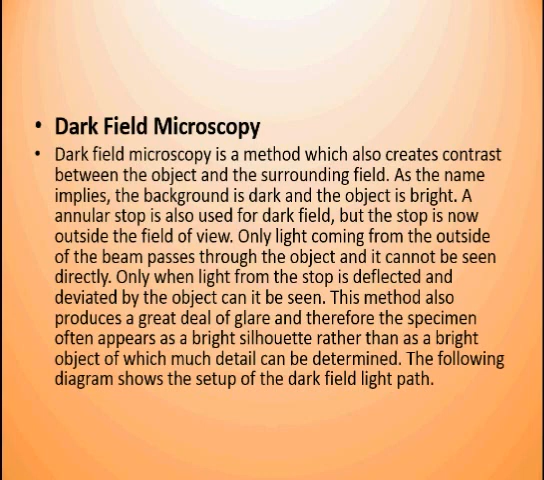 • Dark Field Microscopy
• Dark field microscopy is a method which also creates contrast
between the object and the surrounding field. As the name
implies, the background is dark and the object is bright. A
annular stop is also used for dark field, but the stop is now
outside the field of view. Only light coming from the outside
of the beam passes through the object and it cannot be seen
directly. Only when light from the stop is deflected and
deviated by the object can it be seen. This method also
produces a great deal of glare and therefore the specimen
often appears as a bright silhouette rather than as a bright
object of which much detail can be determined. The following
diagram shows the setup of the dark field light path.